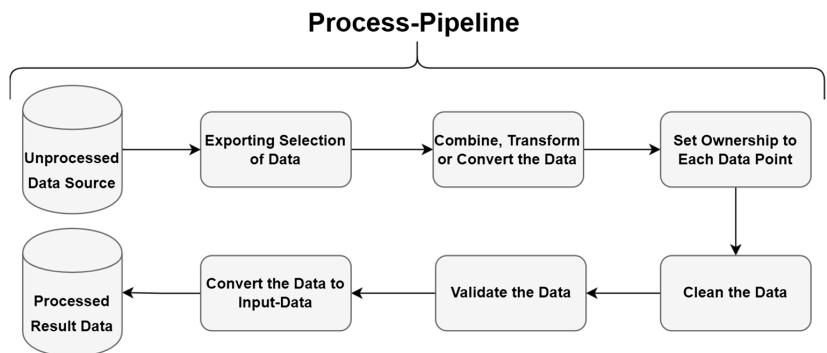 Process-Pipeline
Unprocessed
Data Source
Exporting Selection
of Data
Combine, Transform
or Convert the Data
Set Ownership to
Each Data Point
Clean the Data
Validate the Data
Convert the Data to
Input-Data
Processed
Result Data